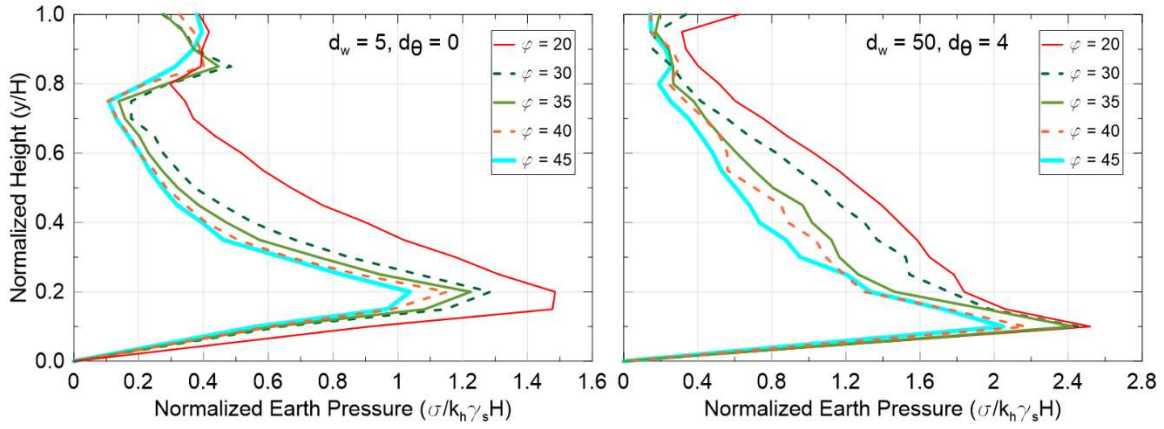 d_w = 5, d_θ = 0
φ = 20
φ = 30
φ = 35
φ = 40
φ = 45
1.0
0.8
0.6
0.4
0.2
0.0
Normalized Height (y/H)
0 0.2 0.4 0.6 0.8 1 1.2 1.4 1.6
Normalized Earth Pressure (σ/k_hγ_sH)
d_w = 50, d_θ = 4
φ = 20
φ = 30
φ = 35
φ = 40
φ = 45
0 0.4 0.8 1.2 1.6 2 2.4 2.8
Normalized Earth Pressure (σ/k_hγ_sH)